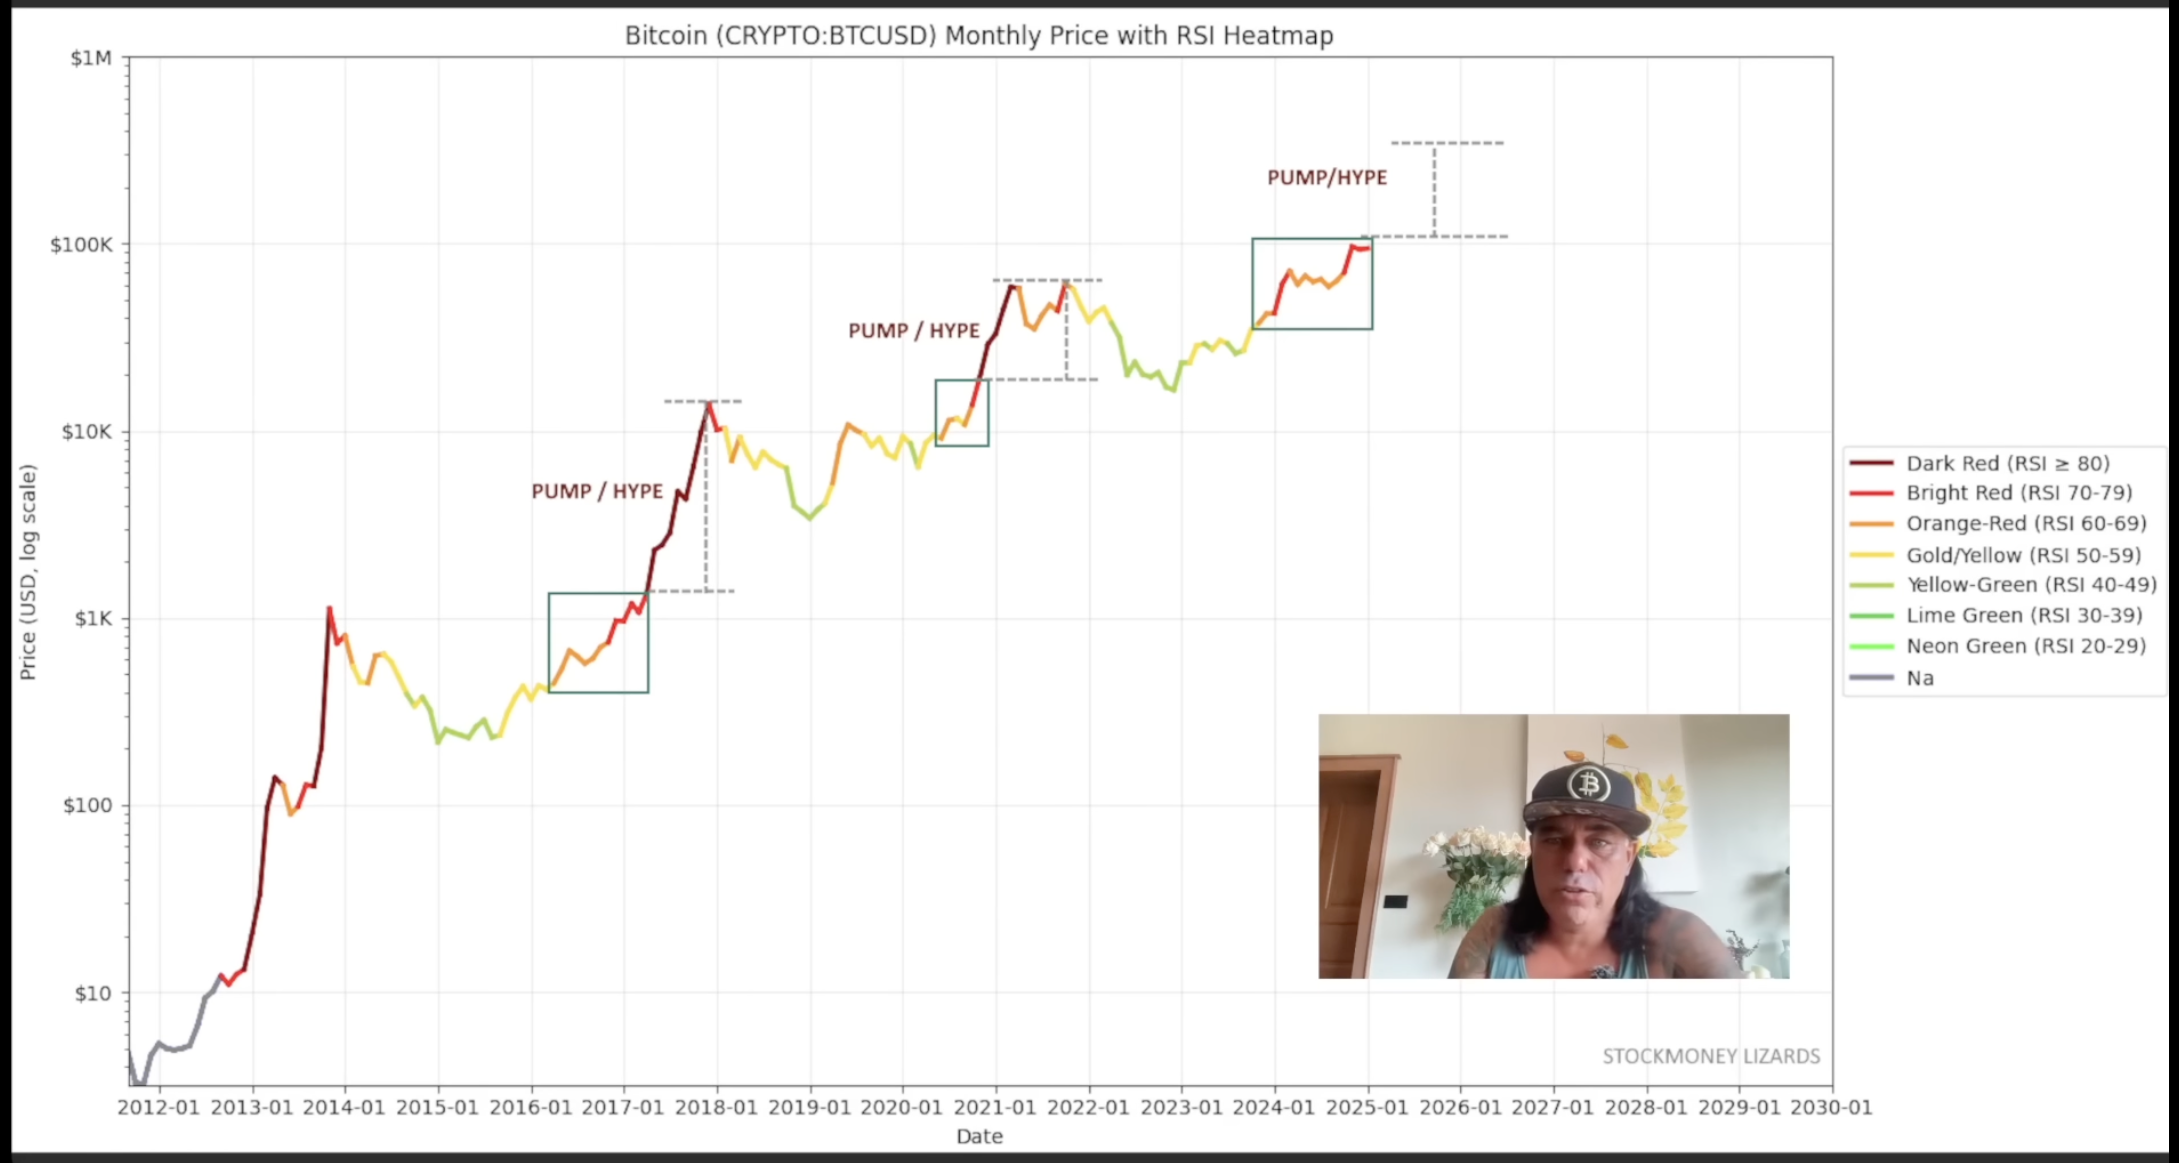 Bitcoin (CRYPTO:BTCUSD) Monthly Price with RSI Heatmap
$1M
$100K
$10K
$1K
$100
$10
Price (USD, log scale)
PUMP/HYPE
PUMP / HYPE
PUMP / HYPE
Dark Red (RSI ≥ 80)
Bright Red (RSI 70-79)
Orange-Red (RSI 60-69)
Gold/Yellow (RSI 50-59)
Yellow-Green (RSI 40-49)
Lime Green (RSI 30-39)
Neon Green (RSI 20-29)
Na
STOCKMONEY LIZARDS
2012-01 2013-01 2014-01 2015-01 2016-01 2017-01 2018-01 2019-01 2020-01 2021-01 2022-01 2023-01 2024-01 2025-01 2026-01 2027-01 2028-01 2029-01 2030-01
Date